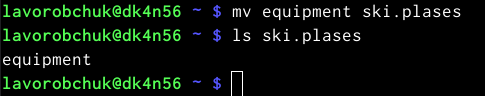 lavorobchuk@dk4n56 ~ $ mv equipment ski.plases
lavorobchuk@dk4n56 ~ $ ls ski.plases
equipment
lavorobchuk@dk4n56 ~ $